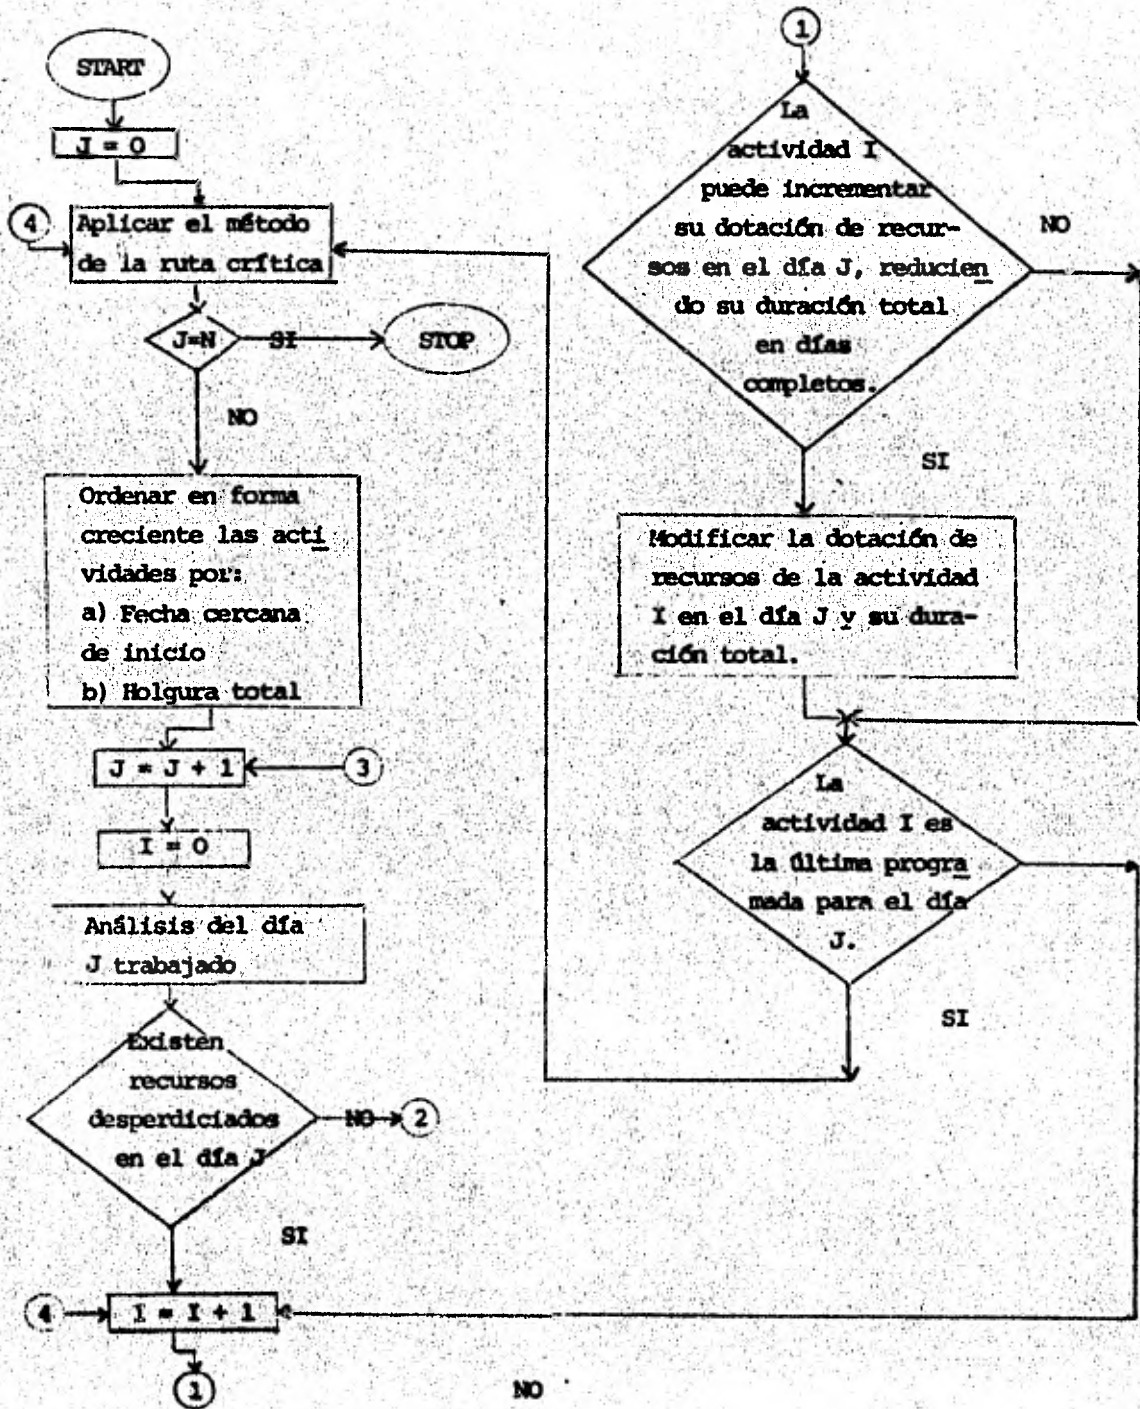 START
J = 0
4
Aplicar el método
de la ruta crítica
J=N
SI
STOP
NO
Ordenar en forma
creciente las acti
vidades por:
a) Fecha cercana
de inicio
b) Holgura total
J = J + 1
3
I = 0
Análisis del día
J trabajado
Existen
recursos
desperdiciados
en el día J
NO
2
SI
4
I = I + 1
1
NO
1
La
actividad I
puede incrementar
su dotación de recur-
sos en el día J, reducien
do su duración total
en días
completos.
NO
SI
Modificar la dotación de
recursos de la actividad
I en el día J y su dura-
ción total.
La
actividad I es
la última progra
mada para el día
J.
SI